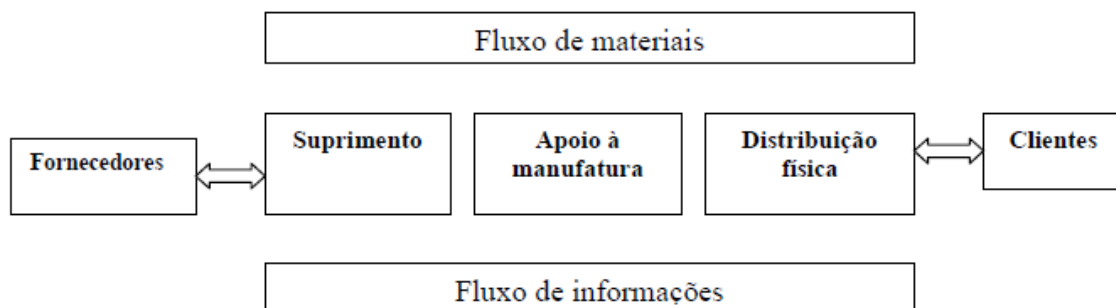 Fluxo de materiais
Fornecedores
Suprimento
Apoio à
manufatura
Distribuição
física
Clientes
Fluxo de informações